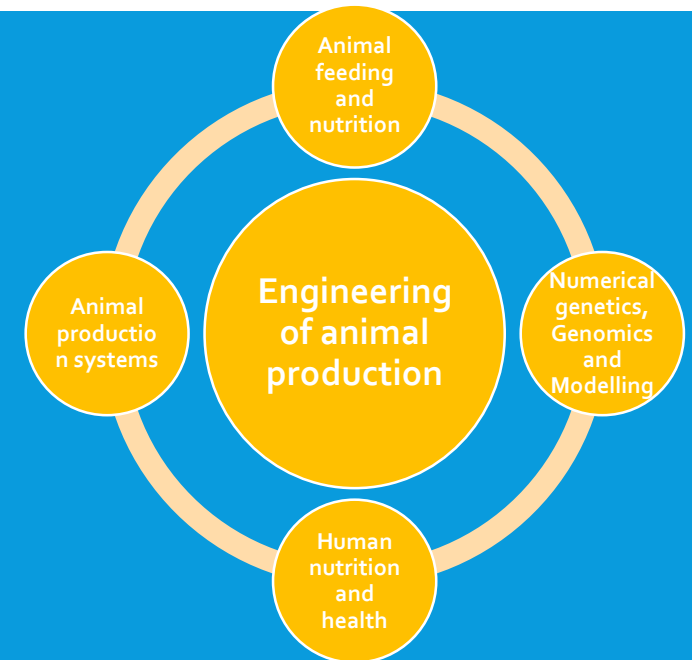 Animal
feeding
and
nutrition
Engineering
of animal
production
Numerical
genetics,
Genomics
and
Modelling
Human
nutrition
and
health
Animal
productio
n systems